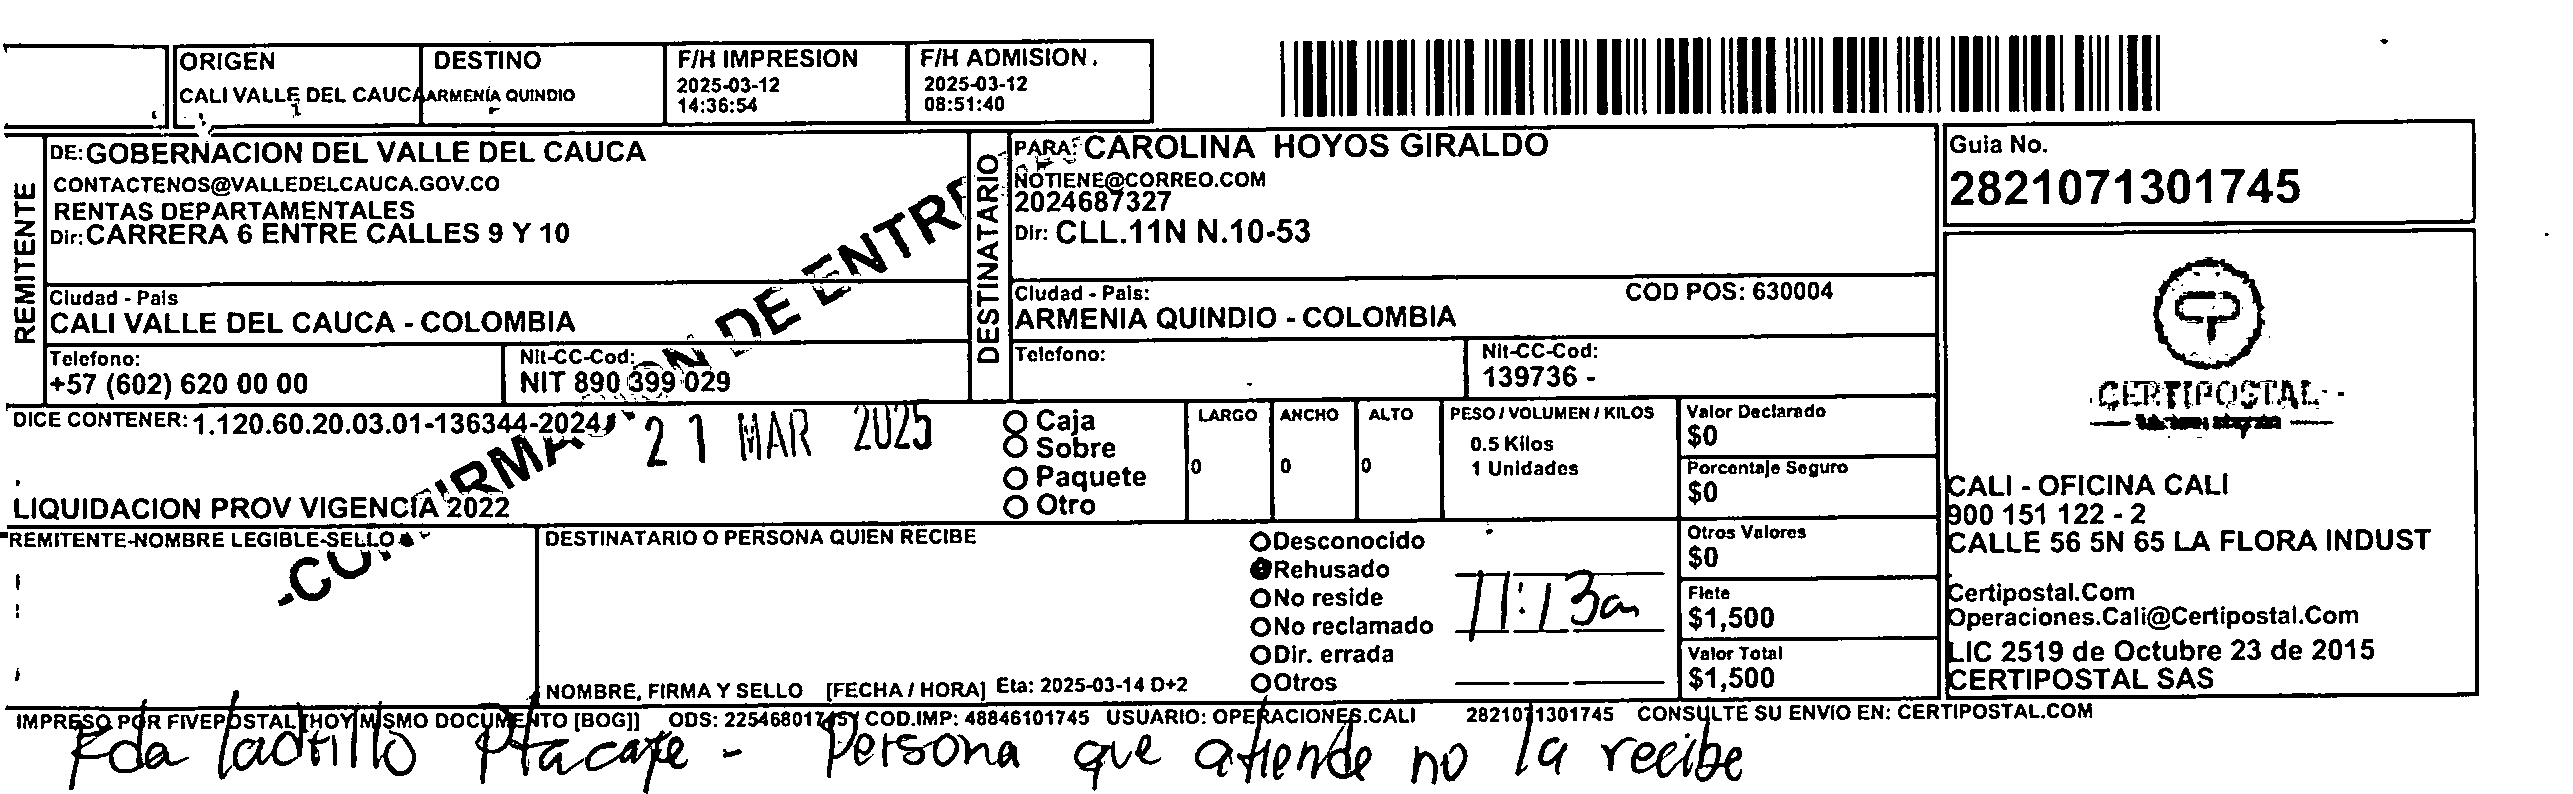 ORIGEN
CALI VALLE DEL CAUCA
DESTINO
ARMENIA QUINDIO
F/H IMPRESION
2025-03-12
14:36:54
F/H ADMISION
2025-03-12
08:51:40
REMITENTE
DE: GOBERNACION DEL VALLE DEL CAUCA
CONTACTENOS@VALLEDELCAUCA.GOV.CO
RENTAS DEPARTAMENTALES
Dir: CARRERA 6 ENTRE CALLES 9 Y 10
Ciudad - Pais
CALI VALLE DEL CAUCA - COLOMBIA
Telefono:
+57 (602) 620 00 00
Nit-CC-Cod:
NIT 890 399 029
DESTINATARIO
PARA: CAROLINA HOYOS GIRALDO
NOTIENE@CORREO.COM
2024687327
Dir: CLL.11N N.10-53
Ciudad - Pais:
COD POS: 630004
ARMENIA QUINDIO - COLOMBIA
Telefono:
Nit-CC-Cod:
139736 -
Guia No.
2821071301745
CERTIPOSTAL
CALI - OFICINA CALI
900 151 122 - 2
CALLE 56 5N 65 LA FLORA INDUST
Certipostal.Com
Operaciones.Cali@Certipostal.Com
LIC 2519 de Octubre 23 de 2015
CERTIPOSTAL SAS
DICE CONTENER: 1.120.60.20.03.01-136344-2024
LIQUIDACION PROV VIGENCIA 2022
DE ENTRE
21 MAR 2025
Caja
Sobre
Paquete
Otro
LARGO
0
ANCHO
0
ALTO
0
PESO / VOLUMEN / KILOS
0.5 Kilos
1 Unidades
Valor Declarado
$0
Porcentaje Seguro
$0
Otros Valores
$0
Flete
$1,500
Valor Total
$1,500
REMITENTE-NOMBRE LEGIBLE-SELLO
DESTINATARIO O PERSONA QUIEN RECIBE
NOMBRE, FIRMA Y SELLO [FECHA / HORA] Eta: 2025-03-14 D+2
Desconocido
Rehusado
No reside
No reclamado
Dir. errada
Otros
11:13am
IMPRESO POR FIVEPOSTAL [HOY MISMO DOCUMENTO [BOG]] ODS: COD.IMP: 48846101745 USUARIO: OPERACIONES.CALI 2821071301745 CONSULTE SU ENVIO EN: CERTIPOSTAL.COM
Fda ladrillo Ptacafe - Persona que atiende no la recibe